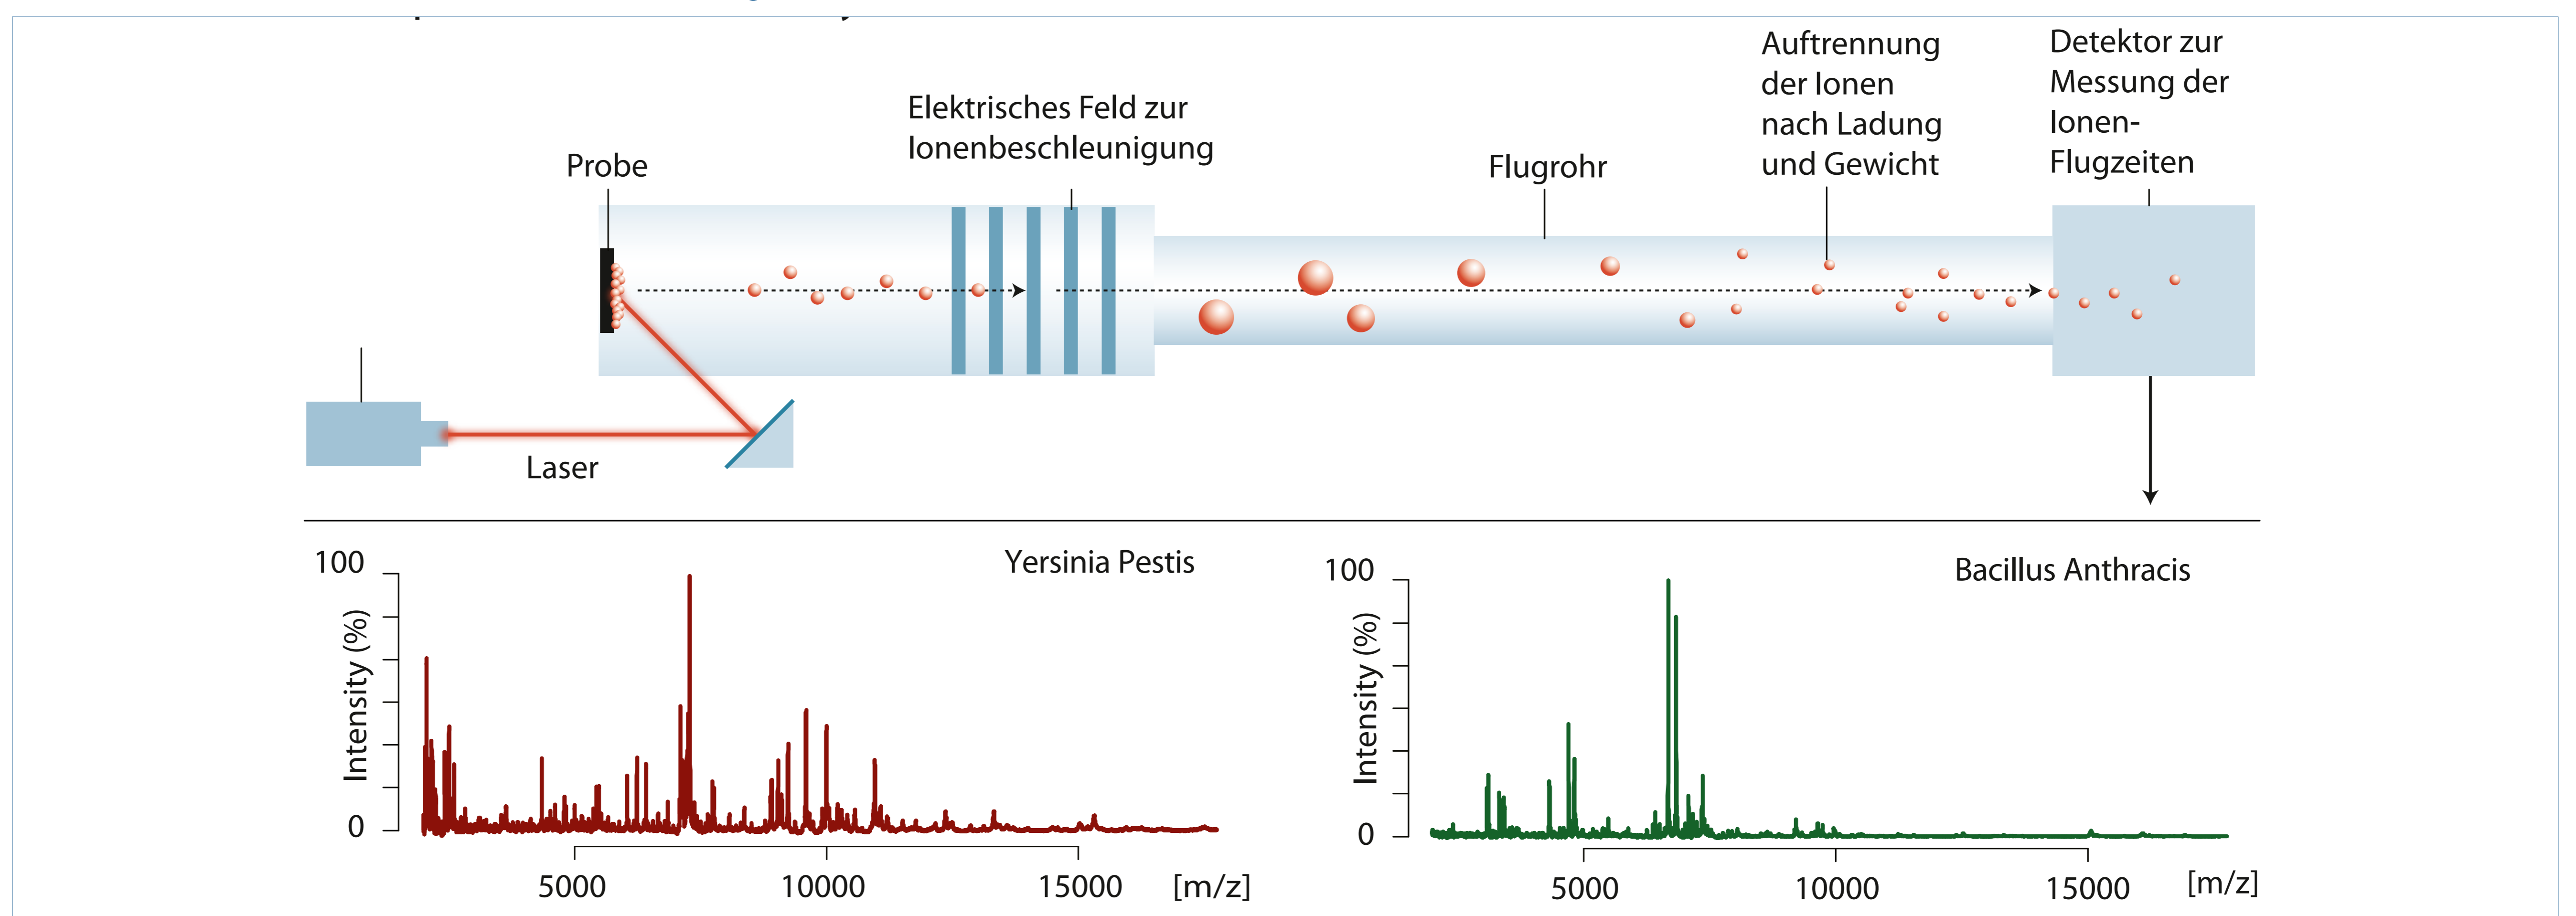 Auftrennung
der Ionen
nach Ladung
und Gewicht
Detektor zur
Messung der
Ionen-
Flugzeiten
Elektrisches Feld zur
Ionenbeschleunigung
Probe
Flugrohr
Laser
100
Yersinia Pestis
Intensity (%)
0
5000 10000 15000 [m/z]
100
Bacillus Anthracis
Intensity (%)
0
5000 10000 15000 [m/z]